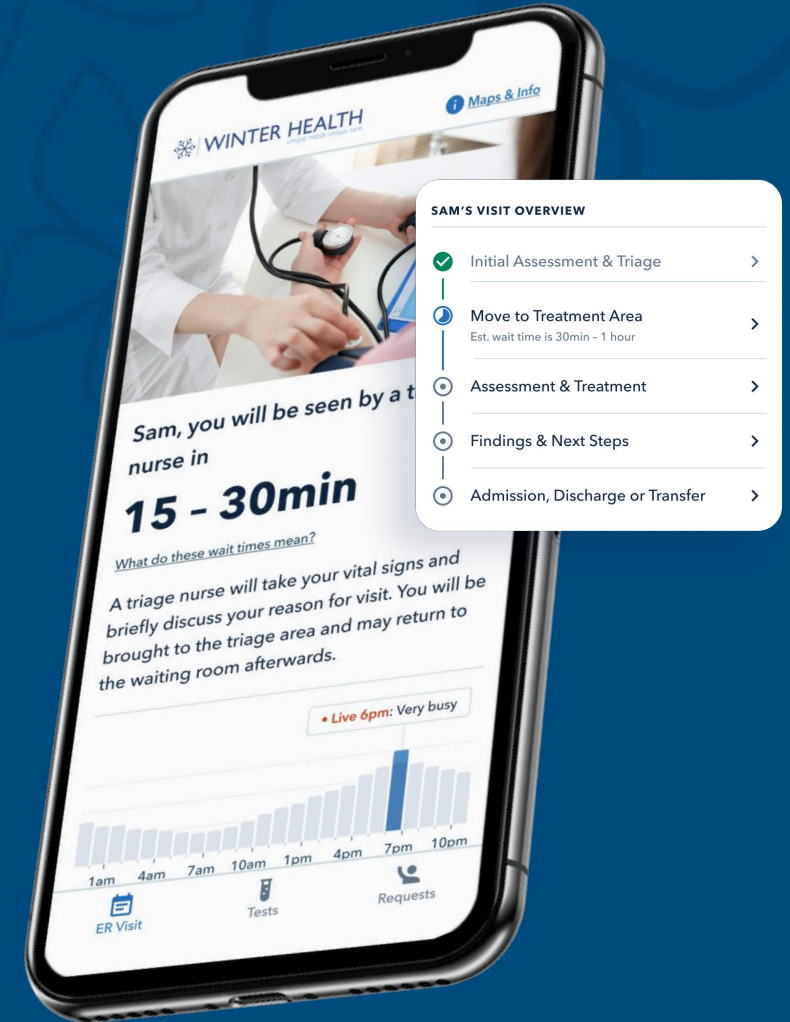 WINTER HEALTH
unique needs, unique care.
Maps & Info
Sam, you will be seen by a
nurse in
15 – 30min
What do these wait times mean?
A triage nurse will take your vital signs and
briefly discuss your reason for visit. You will be
brought to the triage area and may return to
the waiting room afterwards.
• Live 6pm: Very busy
1am 4am 7am 10am 1pm 4pm 7pm 10pm
ER Visit
Tests
Requests
SAM'S VISIT OVERVIEW
Initial Assessment & Triage
Move to Treatment Area
Est. wait time is 30min – 1 hour
Assessment & Treatment
Findings & Next Steps
Admission, Discharge or Transfer